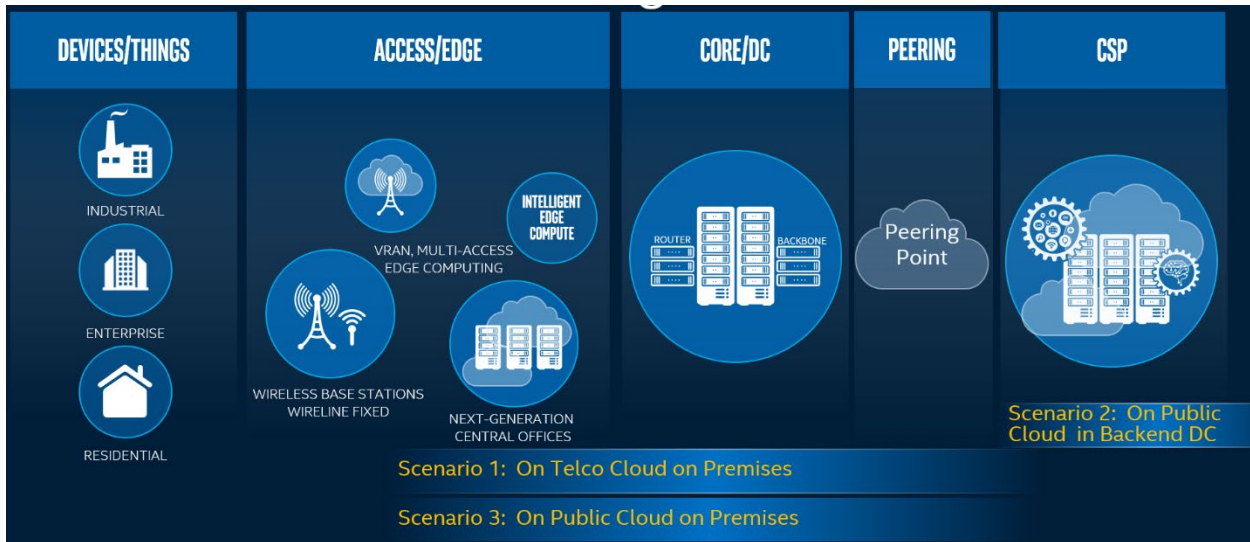 DEVICES/THINGS
ACCESS/EDGE
CORE/DC
PEERING
CSP
INDUSTRIAL
ENTERPRISE
RESIDENTIAL
VRAN, MULTI-ACCESS
EDGE COMPUTING
INTELLIGENT
EDGE
COMPUTE
WIRELESS BASE STATIONS
WIRELINE FIXED
NEXT-GENERATION
CENTRAL OFFICES
ROUTER
BACKBONE
Peering
Point
Scenario 2: On Public
Cloud in Backend DC
Scenario 1: On Telco Cloud on Premises
Scenario 3: On Public Cloud on Premises